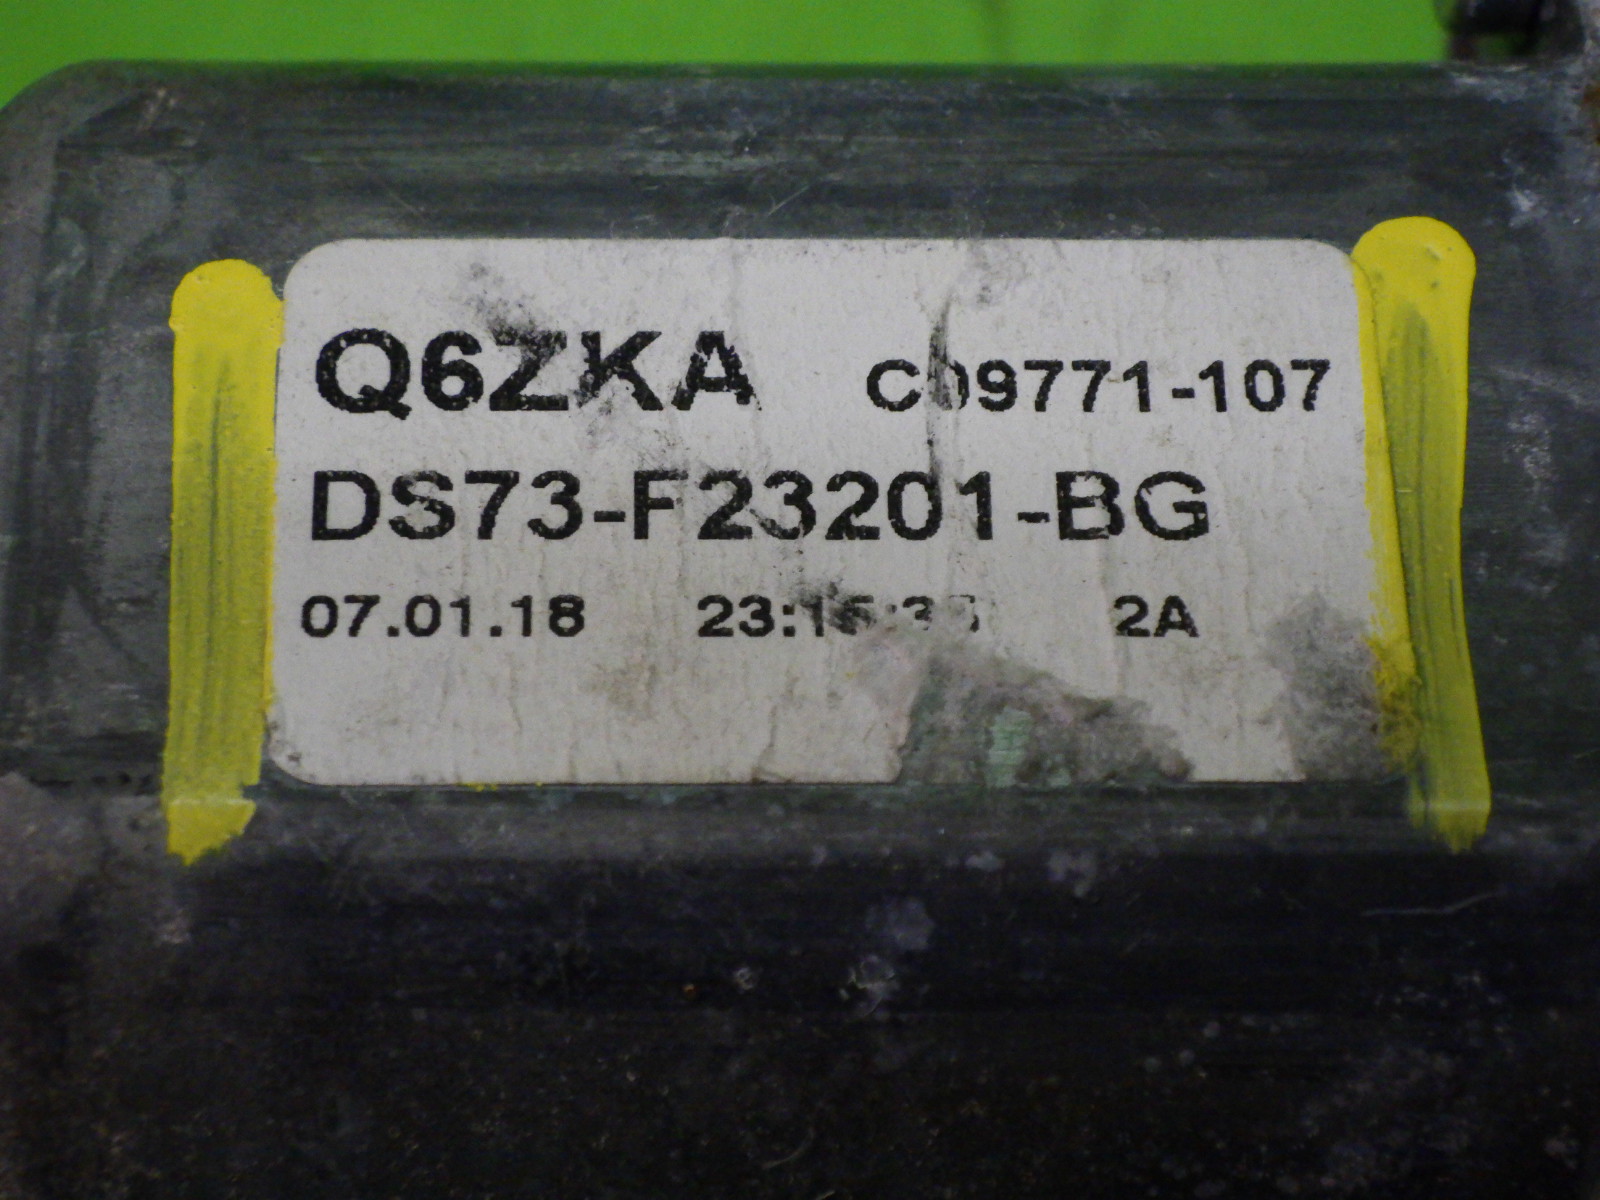 Q6ZKA C09771-107
DS73-F23201-BG
07.01.18 2A